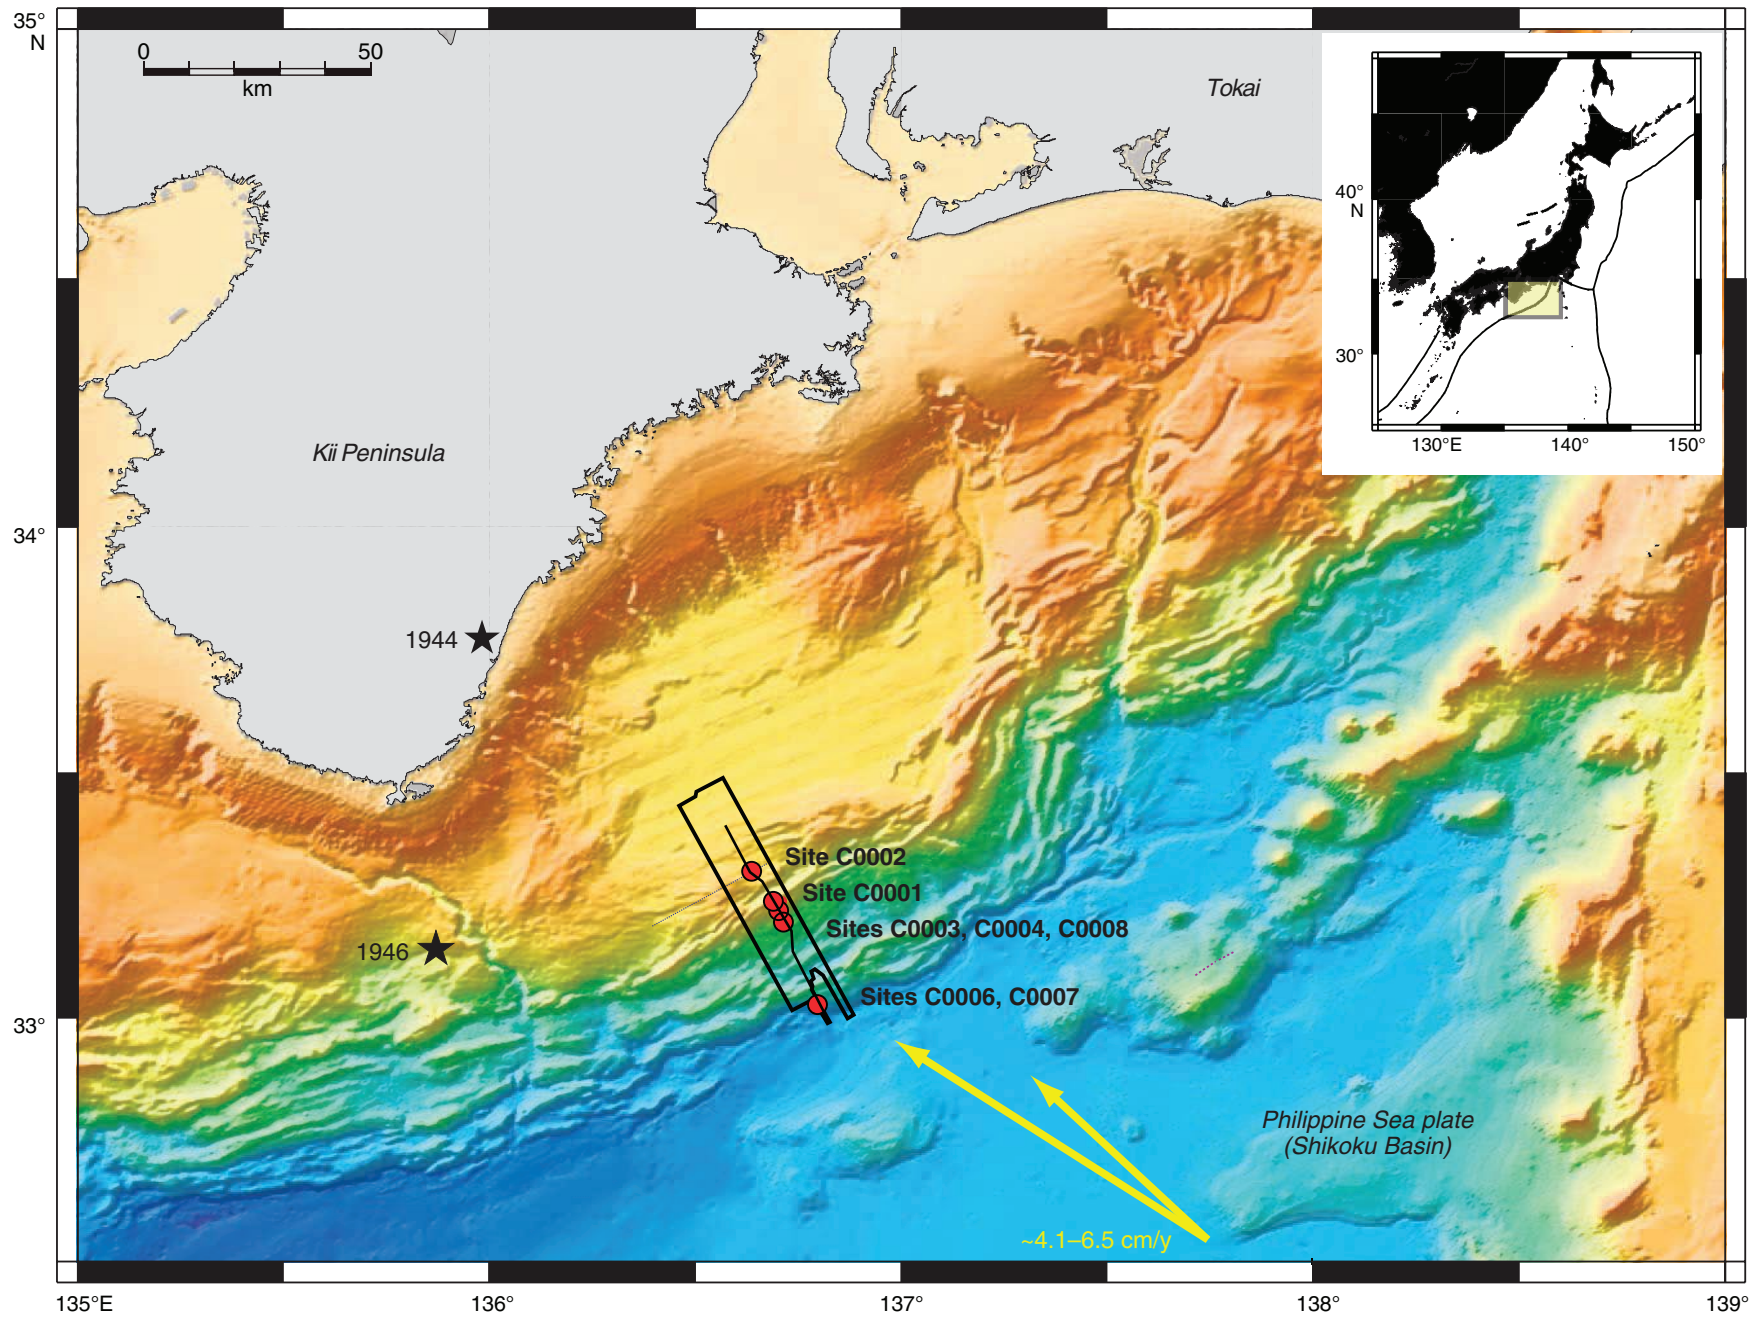 35°
N
0
50
km
Tokai
40°
N
30°
130°E
140°
150°
Kii Peninsula
34°
1944
Site C0002
Site C0001
Sites C0003, C0004, C0008
1946
Sites C0006, C0007
33°
Philippine Sea plate
(Shikoku Basin)
~4.1–6.5 cm/y
135°E
136°
137°
138°
139°